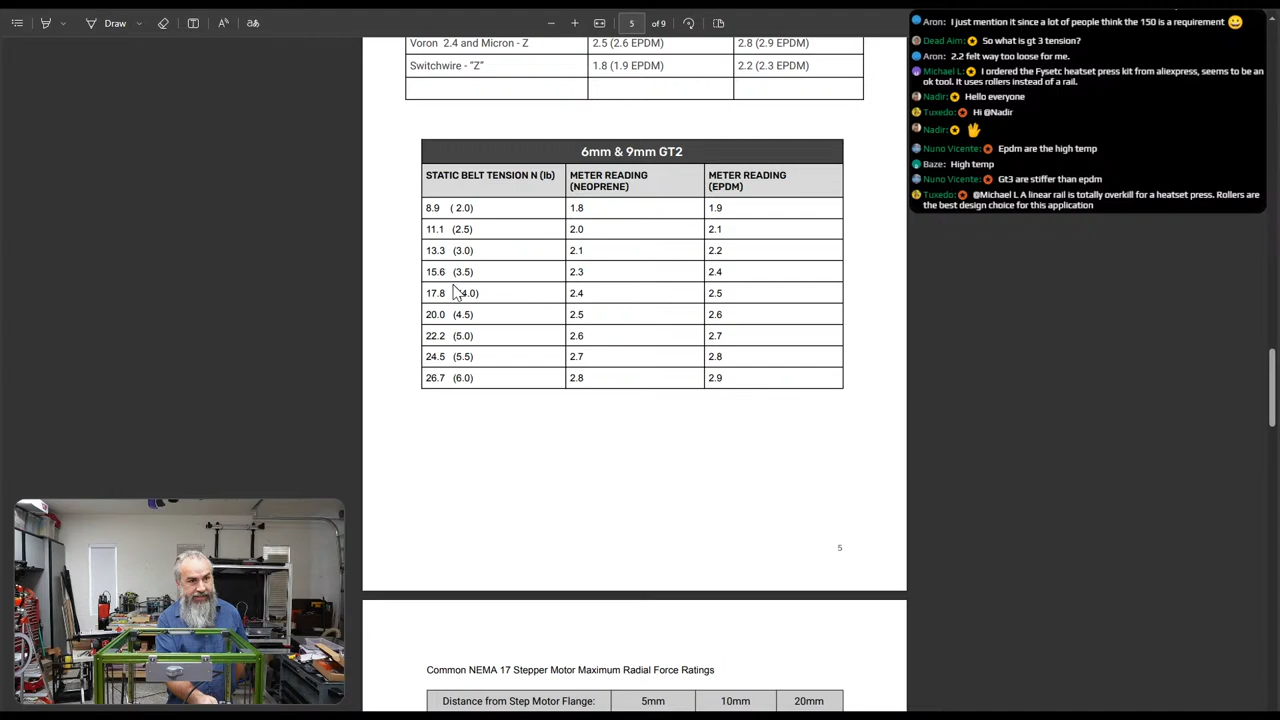 Draw
5
of 9
Voron 2.4 and Micron - Z 2.5 (2.6 EPDM) 2.8 (2.9 EPDM)
Switchwire - “Z” 1.8 (1.9 EPDM) 2.2 (2.3 EPDM)
6mm & 9mm GT2
STATIC BELT TENSION N (lb) METER READING (NEOPRENE) METER READING (EPDM)
8.9 ( 2.0) 1.8 1.9
11.1 (2.5) 2.0 2.1
13.3 (3.0) 2.1 2.2
15.6 (3.5) 2.3 2.4
17.8 4.0) 2.4 2.5
20.0 (4.5) 2.5 2.6
22.2 (5.0) 2.6 2.7
24.5 (5.5) 2.7 2.8
26.7 (6.0) 2.8 2.9
5
Common NEMA 17 Stepper Motor Maximum Radial Force Ratings
Distance from Step Motor Flange: 5mm 10mm 20mm
Aron: I just mention it since a lot of people think the 150 is a requirement 😀
Dead Aim: So what is gt 3 tension?
Aron: 2.2 felt way too loose for me.
Michael L: I ordered the Fysetc heatset press kit from aliexpress, seems to be an
ok tool. It uses rollers instead of a rail.
Nadir: Hello everyone
Tuxedo: Hi @Nadir
Nadir: 🖖
Nuno Vicente: Epdm are the high temp
Baze: High temp
Nuno Vicente: Gt3 are stiffer than epdm
Tuxedo: @Michael L A linear rail is totally overkill for a heatset press. Rollers
are the best design choice for this application